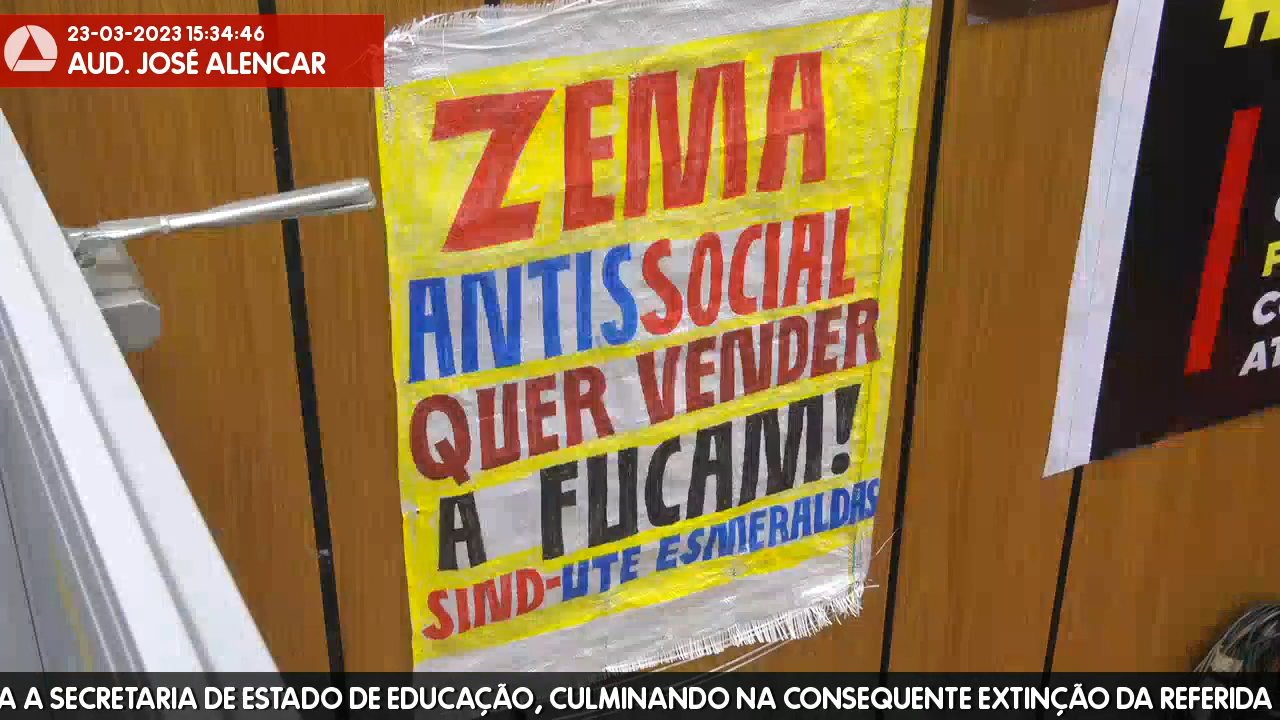 23-03-2023 15:34:46
AUD. JOSÉ ALENCAR
ZEMA
ANTISSOCIAL
QUER VENDER
A FUCAM!
SIND-UTE ESMERALDAS
A A SECRETARIA DE ESTADO DE EDUCAÇÃO, CULMINANDO NA CONSEQUENTE EXTINÇÃO DA REFERIDA